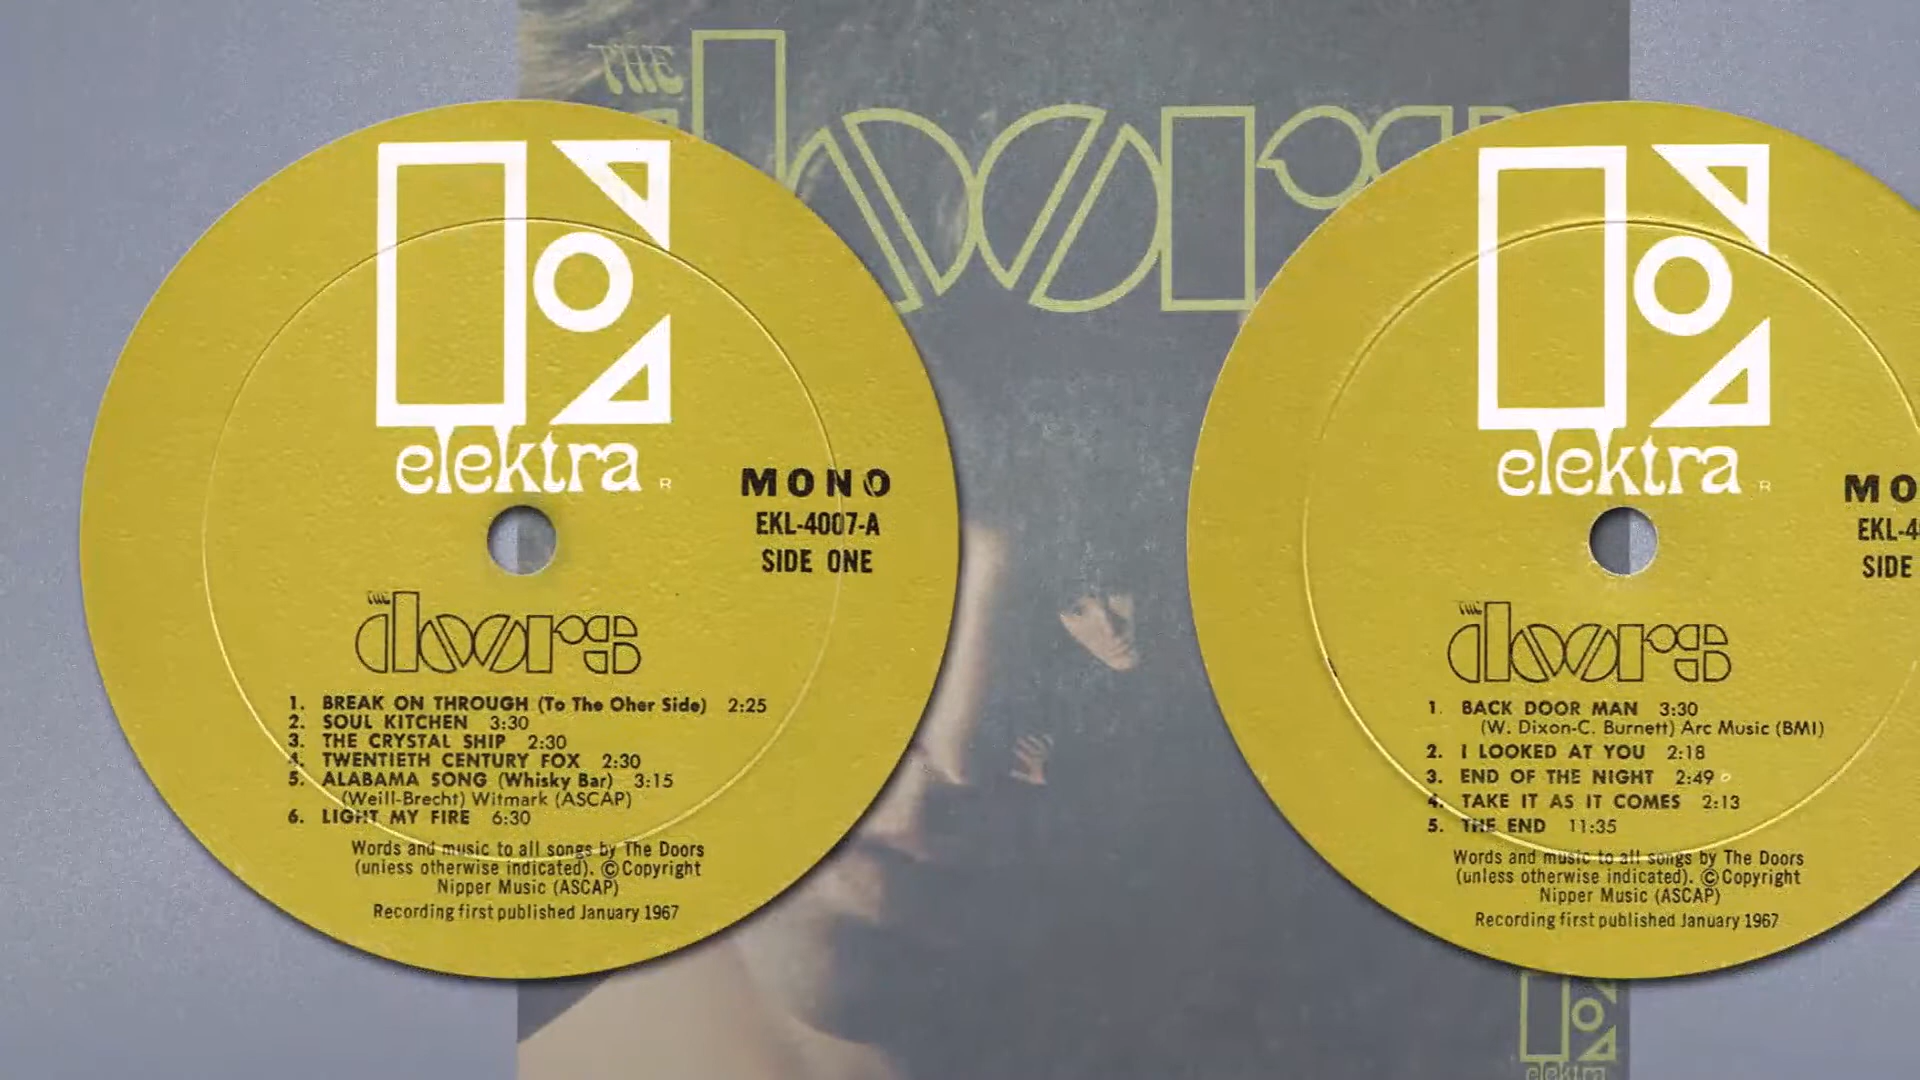 THE
doors
elektra R
MONO
EKL-4007-A
SIDE ONE
THE
doors
1. BREAK ON THROUGH (To The Oher Side) 2:25
2. SOUL KITCHEN 3:30
3. THE CRYSTAL SHIP 2:30
4. TWENTIETH CENTURY FOX 2:30
5. ALABAMA SONG (Whisky Bar) 3:15
(Weill-Brecht) Witmark (ASCAP)
6. LIGHT MY FIRE 6:30
Words and music to all songs by The Doors
(unless otherwise indicated). © Copyright
Nipper Music (ASCAP)
Recording first published January 1967
elektra R
MO
EKL-4
SIDE
THE
doors
1. BACK DOOR MAN 3:30
(W. Dixon-C. Burnett) Arc Music (BMI)
2. I LOOKED AT YOU 2:18
3. END OF THE NIGHT 2:49
4. TAKE IT AS IT COMES 2:13
5. THE END 11:35
Words and music to all songs by The Doors
(unless otherwise indicated). © Copyright
Nipper Music (ASCAP)
Recording first published January 1967
elektra